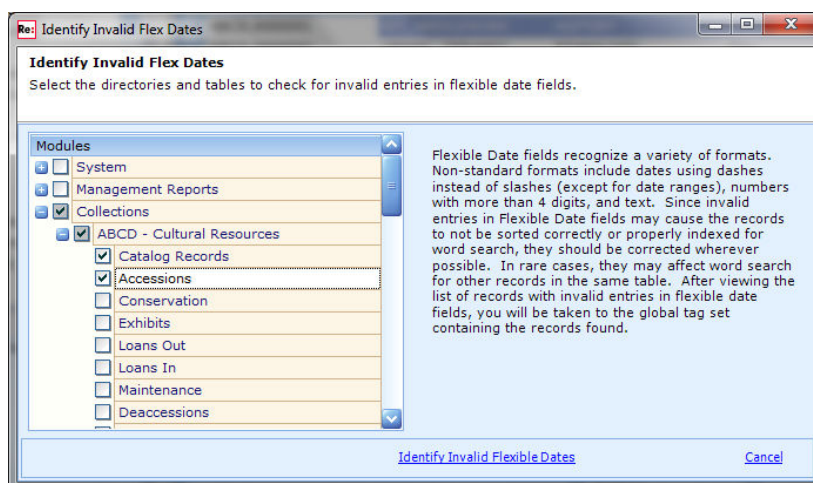 Re: Identify Invalid Flex Dates
Identify Invalid Flex Dates
Select the directories and tables to check for invalid entries in flexible date fields.
Modules
System
Management Reports
Collections
ABCD - Cultural Resources
Catalog Records
Accessions
Conservation
Exhibits
Loans Out
Loans In
Maintenance
Deaccessions
Flexible Date fields recognize a variety of formats.
Non-standard formats include dates using dashes
instead of slashes (except for date ranges), numbers
with more than 4 digits, and text. Since invalid
entries in Flexible Date fields may cause the records
to not be sorted correctly or properly indexed for
word search, they should be corrected wherever
possible. In rare cases, they may affect word search
for other records in the same table. After viewing the
list of records with invalid entries in flexible date
fields, you will be taken to the global tag set
containing the records found.
Identify Invalid Flexible Dates Cancel